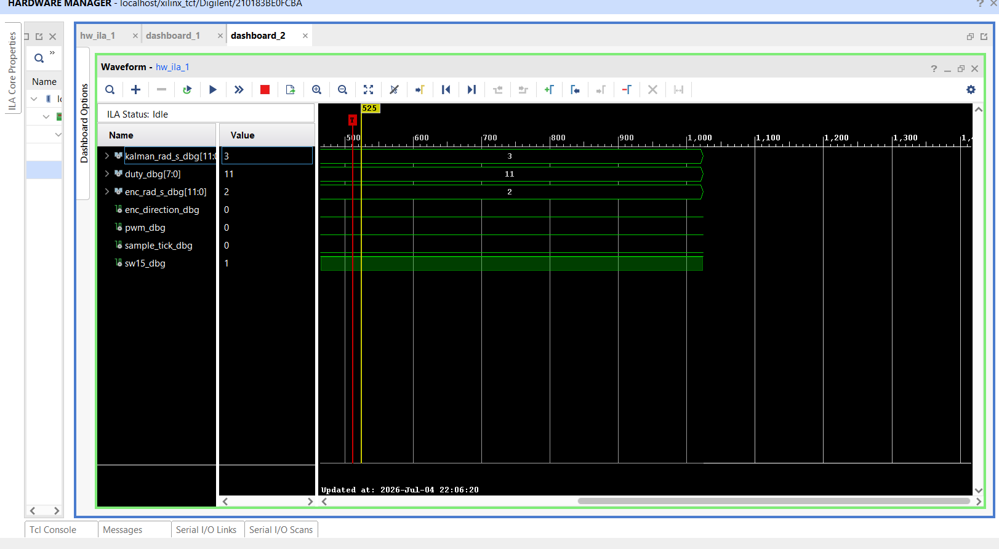 HARDWARE MANAGER - localhost/xilinx_tcf/Digilent/210183BE0FCBA
ILA Core Properties
Name
Dashboard Options
hw_ila_1
dashboard_1
dashboard_2
Waveform - hw_ila_1
ILA Status: Idle
Name Value
kalman_rad_s_dbg[11:0 3
duty_dbg[7:0] 11
enc_rad_s_dbg[11:0] 2
enc_direction_dbg 0
pwm_dbg 0
sample_tick_dbg 0
sw15_dbg 1
525
T
500 600 700 800 900 1,000 1,100 1,200 1,300 1,4
3
11
2
Updated at: 2026-Jul-04 22:06:20
Tcl Console Messages Serial I/O Links Serial I/O Scans